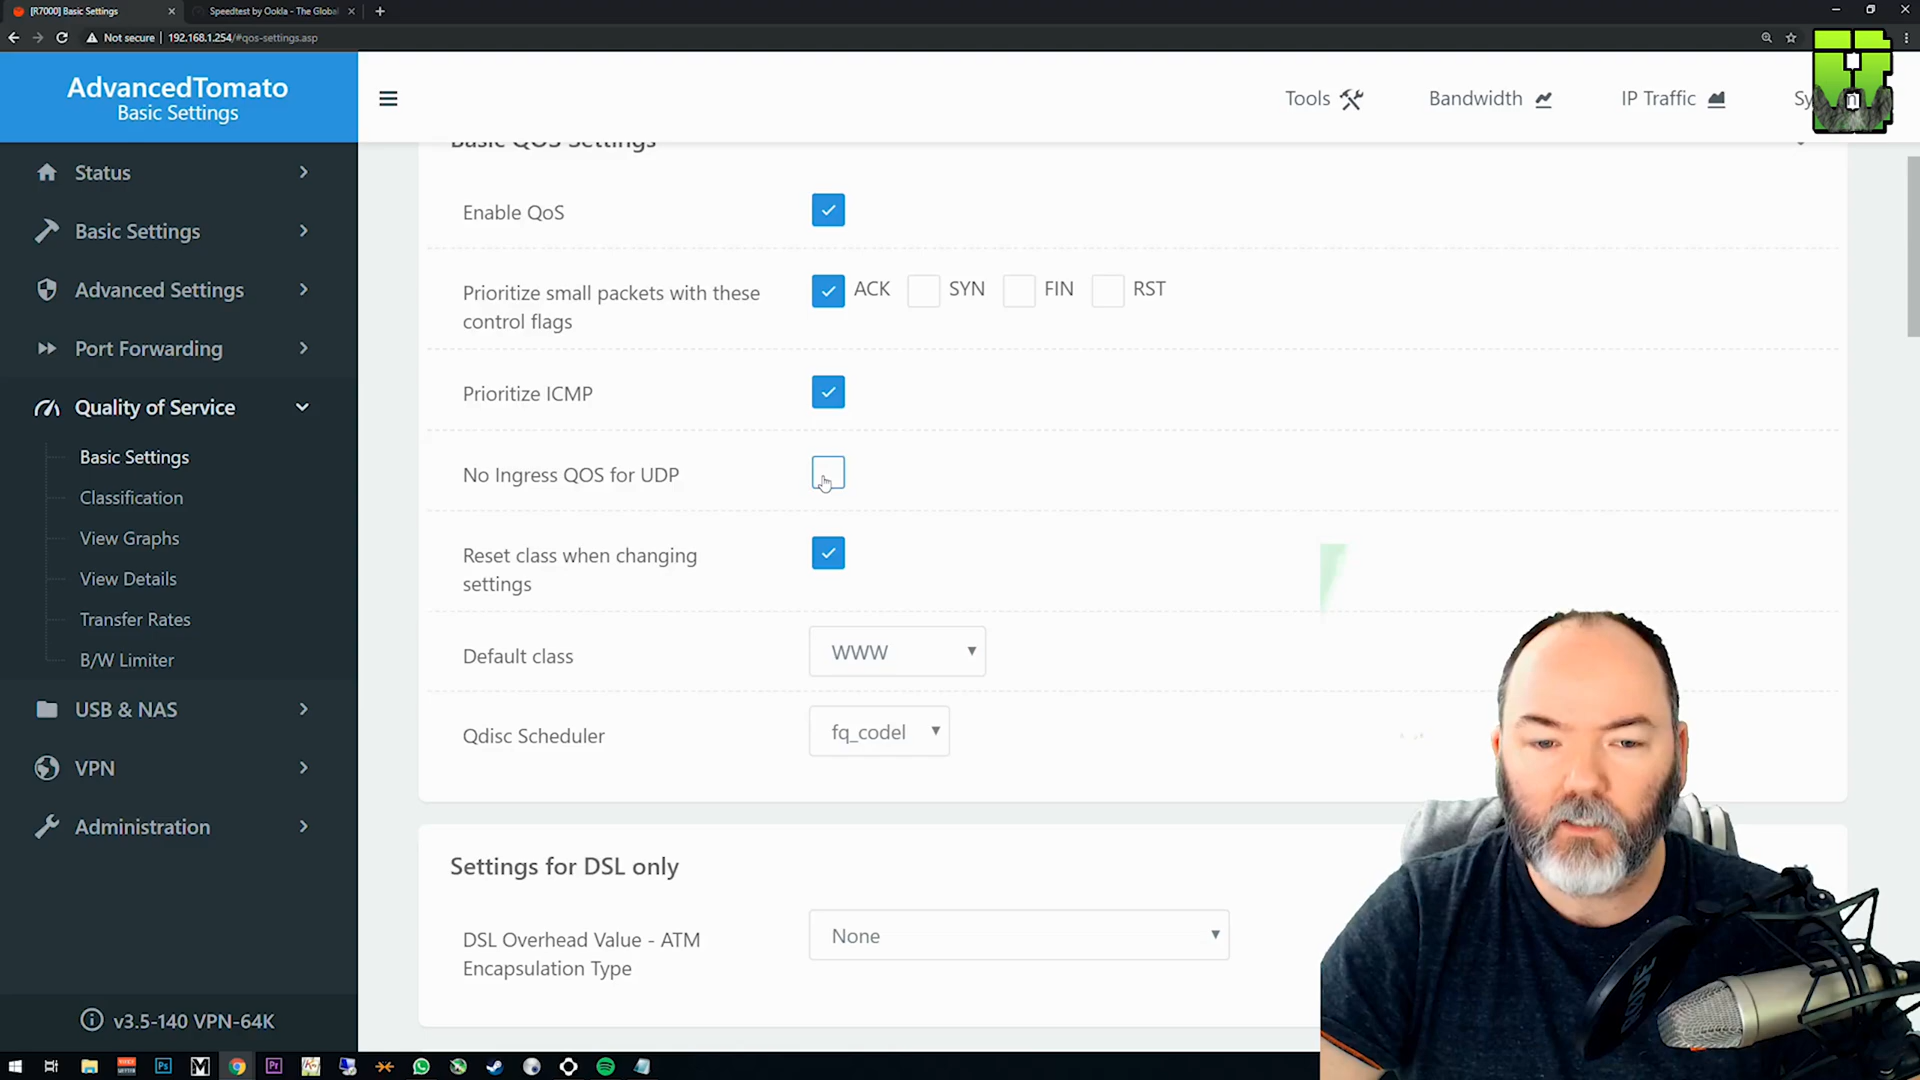 [R7000] Basic Settings
Speedtest by Ookla - The Global
Not secure
192.168.1.254/#qos-settings.asp
AdvancedTomato
Basic Settings
Tools
Bandwidth
IP Traffic
Status
Basic Settings
Advanced Settings
Port Forwarding
Quality of Service
Basic Settings
Classification
View Graphs
View Details
Transfer Rates
B/W Limiter
USB & NAS
VPN
Administration
v3.5-140 VPN-64K
Basic QOS Settings
Enable QoS
Prioritize small packets with these
control flags
ACK SYN FIN RST
Prioritize ICMP
No Ingress QOS for UDP
Reset class when changing
settings
Default class
WWW
Qdisc Scheduler
fq_codel
Settings for DSL only
DSL Overhead Value - ATM
Encapsulation Type
None
RODE